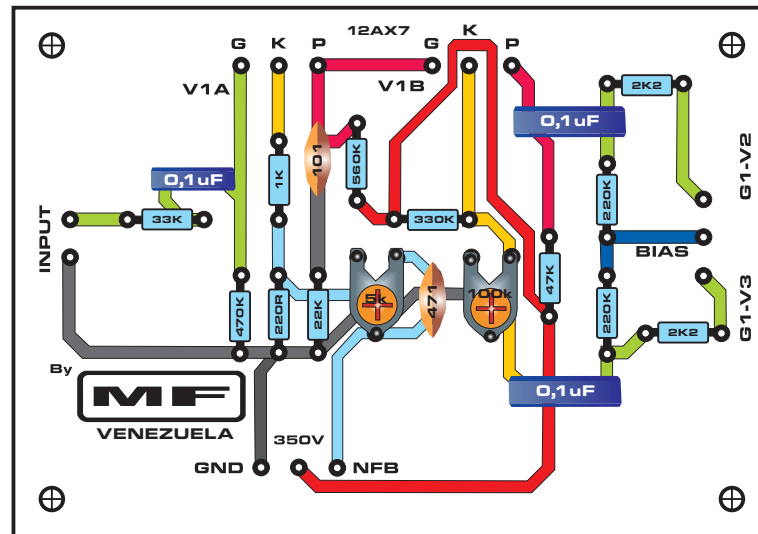 12AX7
G K P G K P
V1A
V1B
2K2
0,1uF
G1-V2
101
560K
1K
0,1uF
33K
330K
220K
INPUT
BIAS
47K
5k
471
100k
470K
220R
22K
220K
2K2
G1-V3
By
MF
VENEZUELA
0,1uF
350V
GND
NFB